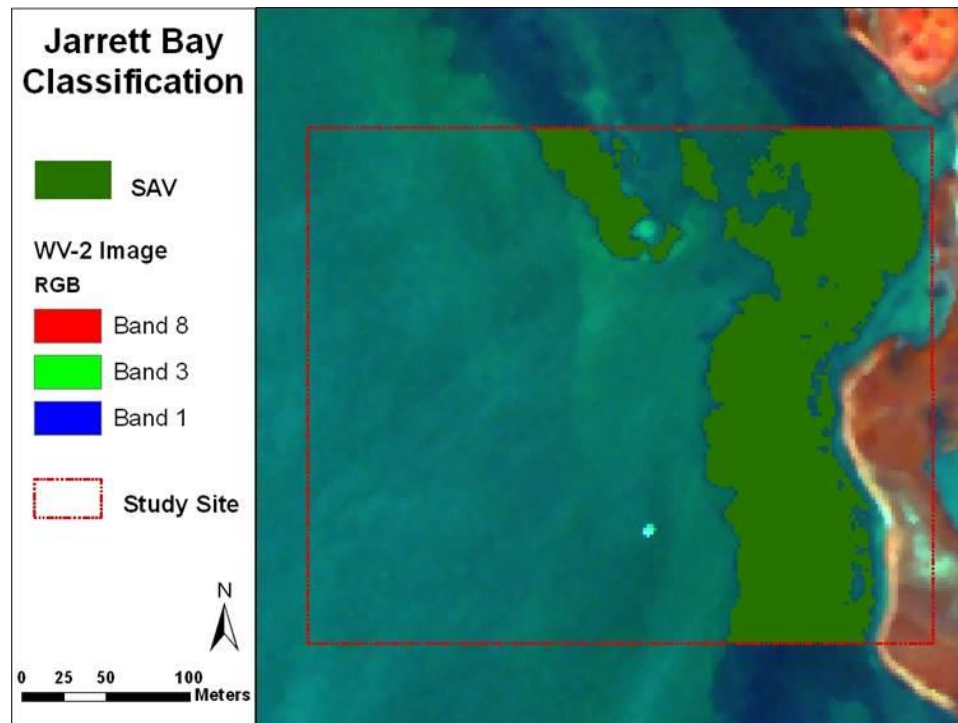 Jarrett Bay
Classification
SAV
WV-2 Image
RGB
Band 8
Band 3
Band 1
Study Site
N
0 25 50 100
Meters